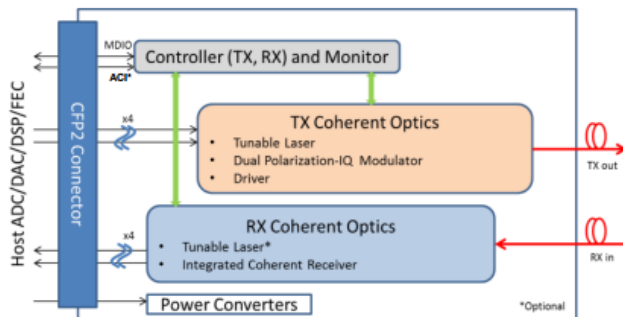 MDIO
ACI*
Controller (TX, RX) and Monitor
Host ADC/DAC/DSP/FEC
CFP2 Connector
x4
TX Coherent Optics
• Tunable Laser
• Dual Polarization-IQ Modulator
• Driver
TX out
x4
RX Coherent Optics
• Tunable Laser*
• Integrated Coherent Receiver
RX in
Power Converters
*Optional